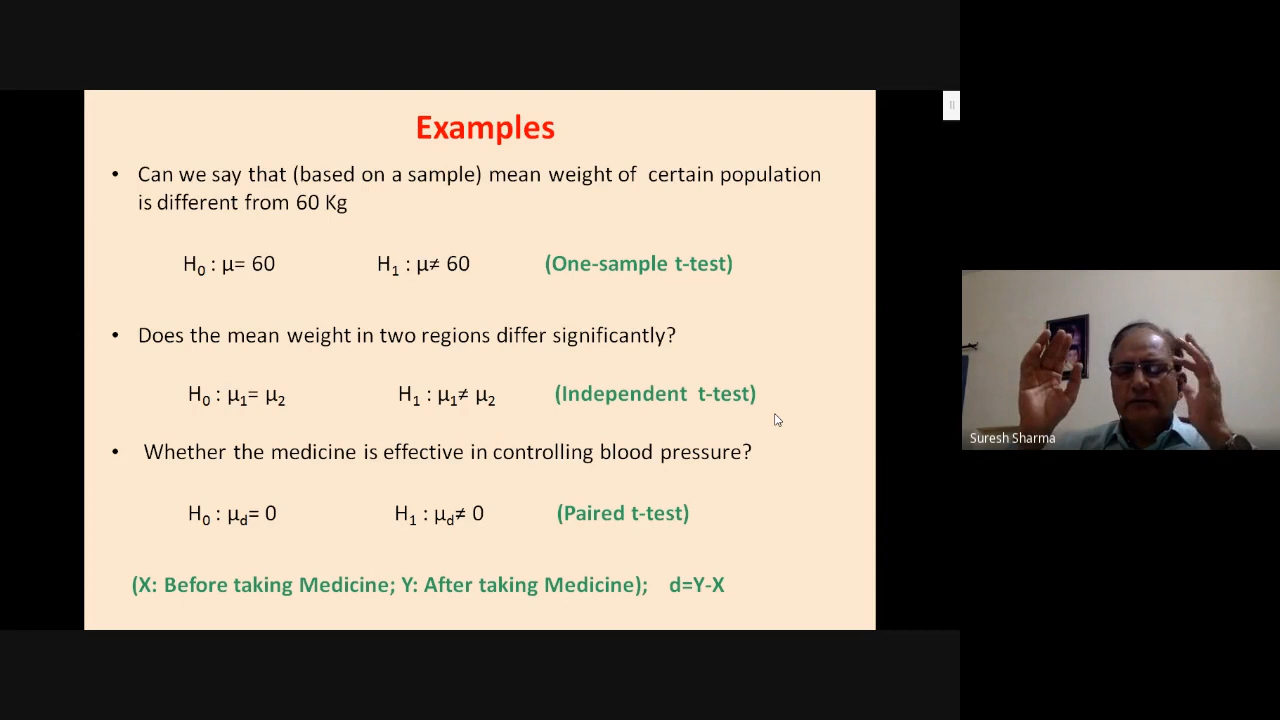 Examples
• Can we say that (based on a sample) mean weight of certain population
is different from 60 Kg
H₀ : μ= 60 H₁ : μ≠ 60 (One-sample t-test)
• Does the mean weight in two regions differ significantly?
H₀ : μ₁= μ₂ H₁ : μ₁≠ μ₂ (Independent t-test)
• Whether the medicine is effective in controlling blood pressure?
H₀ : μd= 0 H₁ : μd≠ 0 (Paired t-test)
(X: Before taking Medicine; Y: After taking Medicine); d=Y-X
Suresh Sharma